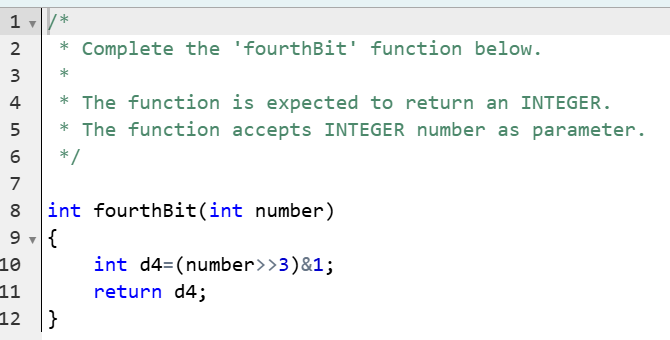 1 /*
2  * Complete the 'fourthBit' function below.
3  *
4  * The function is expected to return an INTEGER.
5  * The function accepts INTEGER number as parameter.
6  */
7
8 int fourthBit(int number)
9 {
10     int d4=(number>>3)&1;
11     return d4;
12 }